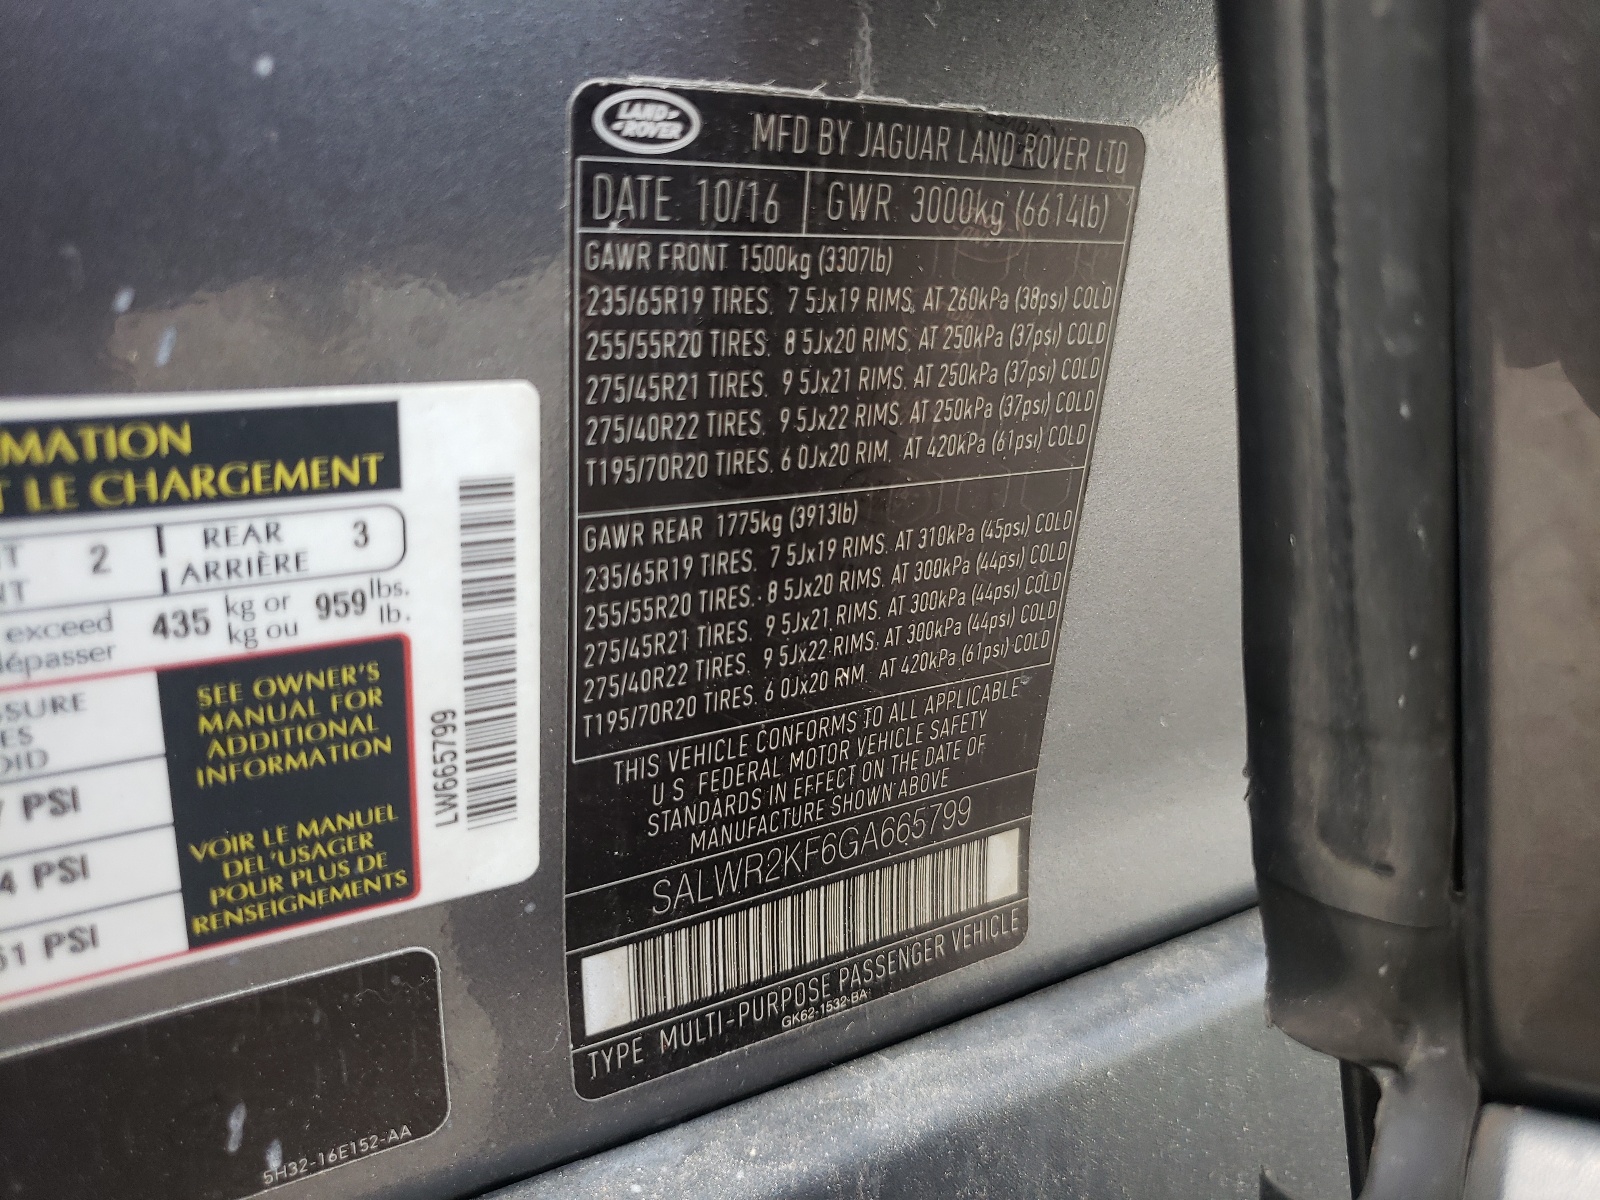 LAND
ROVER
MFD BY JAGUAR LAND ROVER LTD
DATE: 10/16 GWR: 3000kg (6614lb)
GAWR FRONT 1500kg (3307lb)
235/65R19 TIRES. 7 5Jx19 RIMS. AT 260kPa (38psi) COLD
255/55R20 TIRES. 8 5Jx20 RIMS. AT 250kPa (37psi) COLD
275/45R21 TIRES. 9 5Jx21 RIMS. AT 250kPa (37psi) COLD
275/40R22 TIRES. 9 5Jx22 RIMS. AT 250kPa (37psi) COLD
T195/70R20 TIRES. 6 0Jx20 RIM. AT 420kPa (61psi) COLD
GAWR REAR 1775kg (3913lb)
235/65R19 TIRES. 7 5Jx19 RIMS. AT 310kPa (45psi) COLD
255/55R20 TIRES. 8 5Jx20 RIMS. AT 300kPa (44psi) COLD
275/45R21 TIRES. 9 5Jx21 RIMS. AT 300kPa (44psi) COLD
275/40R22 TIRES. 9 5Jx22 RIMS. AT 300kPa (44psi) COLD
T195/70R20 TIRES. 6 0Jx20 RIM. AT 420kPa (61psi) COLD
THIS VEHICLE CONFORMS TO ALL APPLICABLE
U S FEDERAL MOTOR VEHICLE SAFETY
STANDARDS IN EFFECT ON THE DATE OF
MANUFACTURE SHOWN ABOVE
SALWR2KF6GA665799
TYPE MULTI-PURPOSE PASSENGER VEHICLE
GK62-1532-BA
MATION
T LE CHARGEMENT
T 2 REAR 3
NT ARRIÈRE
exceed 435 kg or 959 lbs.
dépasser kg ou lb.
SSURE
ES
OID
7 PSI
4 PSI
61 PSI
SEE OWNER'S
MANUAL FOR
ADDITIONAL
INFORMATION
VOIR LE MANUEL
DEL'USAGER
POUR PLUS DE
RENSEIGNEMENTS
LW665799
5H32-16E152-AA